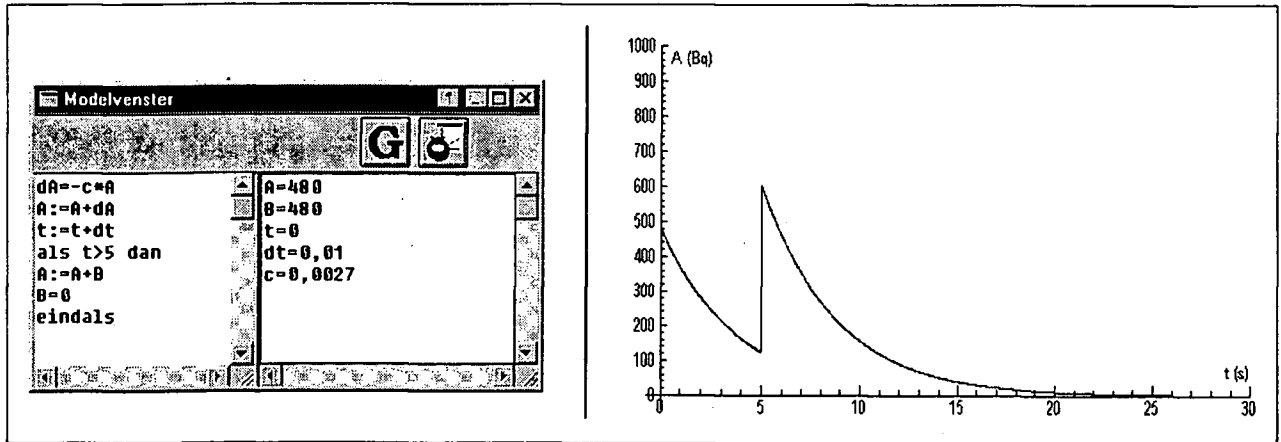 Modelvenster
G
dA=-c*A
A:=A+dA
t:=t+dt
als t>5 dan
A:=A+B
B=0
eindals
A=480
B=480
t=0
dt=0,01
c=0,0027
A (Bq)
1000
900
800
700
600
500
400
300
200
100
0
0 5 10 15 20 25 30
t (s)